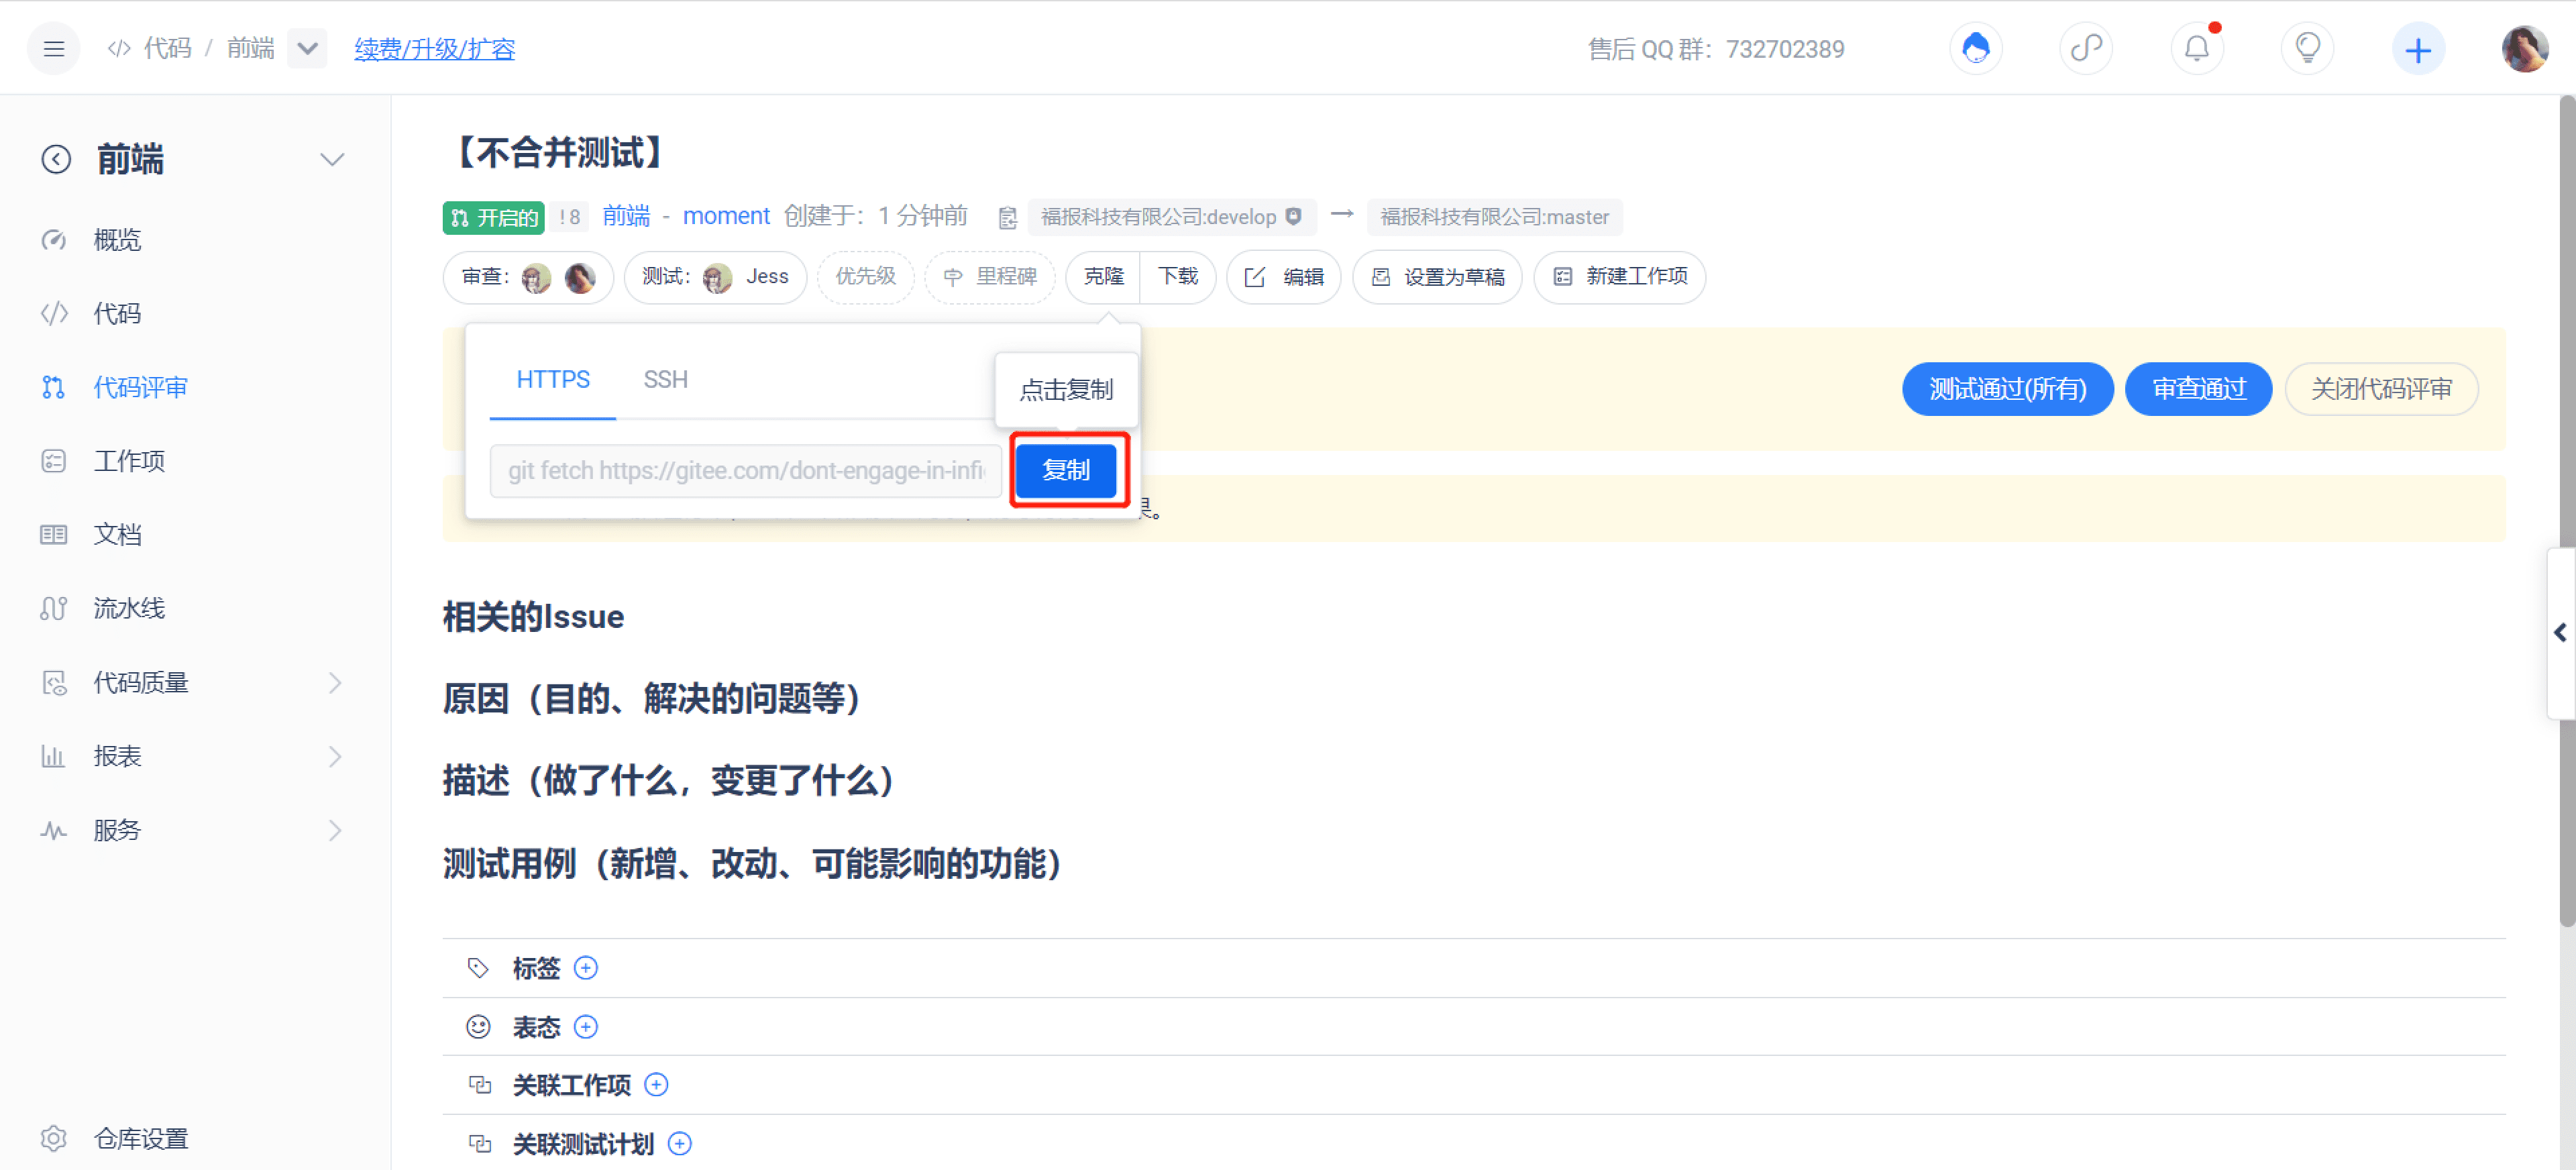 代码 / 前端 续费/升级/扩容 售后 QQ 群：732702389
前端
概览
代码
代码评审
工作项
文档
流水线
代码质量
报表
服务
仓库设置
【不合并测试】
开启的 !8 前端 - moment 创建于：1 分钟前 福报科技有限公司:develop → 福报科技有限公司:master
审查： 测试： Jess 优先级 里程碑 克隆 下载 编辑 设置为草稿 新建工作项
HTTPS SSH 点击复制
测试通过(所有) 审查通过 关闭代码评审
git fetch https://gitee.com/dont-engage-in-infi 复制
果。
相关的Issue
原因（目的、解决的问题等）
描述（做了什么，变更了什么）
测试用例（新增、改动、可能影响的功能）
标签
表态
关联工作项
关联测试计划